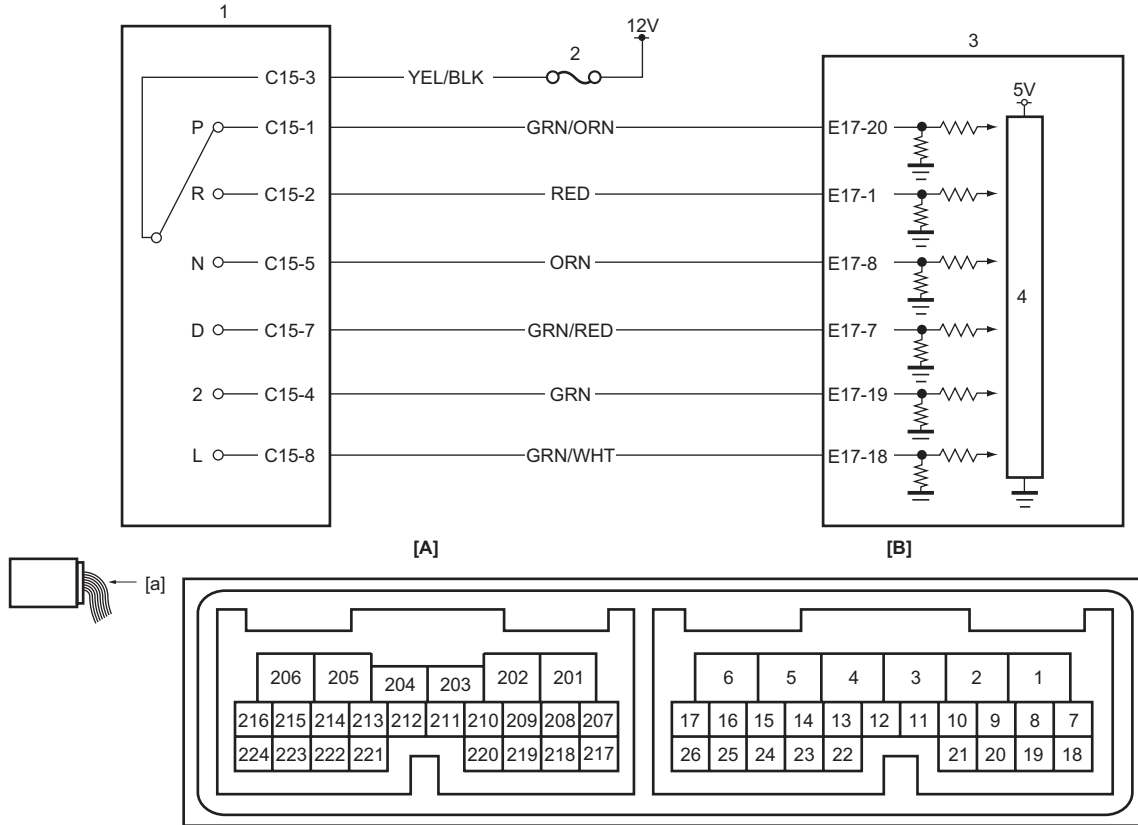 1
12V
2
3
C15-3 YEL/BLK
5V
P C15-1 GRN/ORN E17-20
R C15-2 RED E17-1
N C15-5 ORN E17-8
D C15-7 GRN/RED E17-7
4
2 C15-4 GRN E17-19
L C15-8 GRN/WHT E17-18
[A] [B]
[a]
206 205 204 203 202 201 6 5 4 3 2 1
216 215 214 213 212 211 210 209 208 207 17 16 15 14 13 12 11 10 9 8 7
224 223 222 221 220 219 218 217 26 25 24 23 22 21 20 19 18